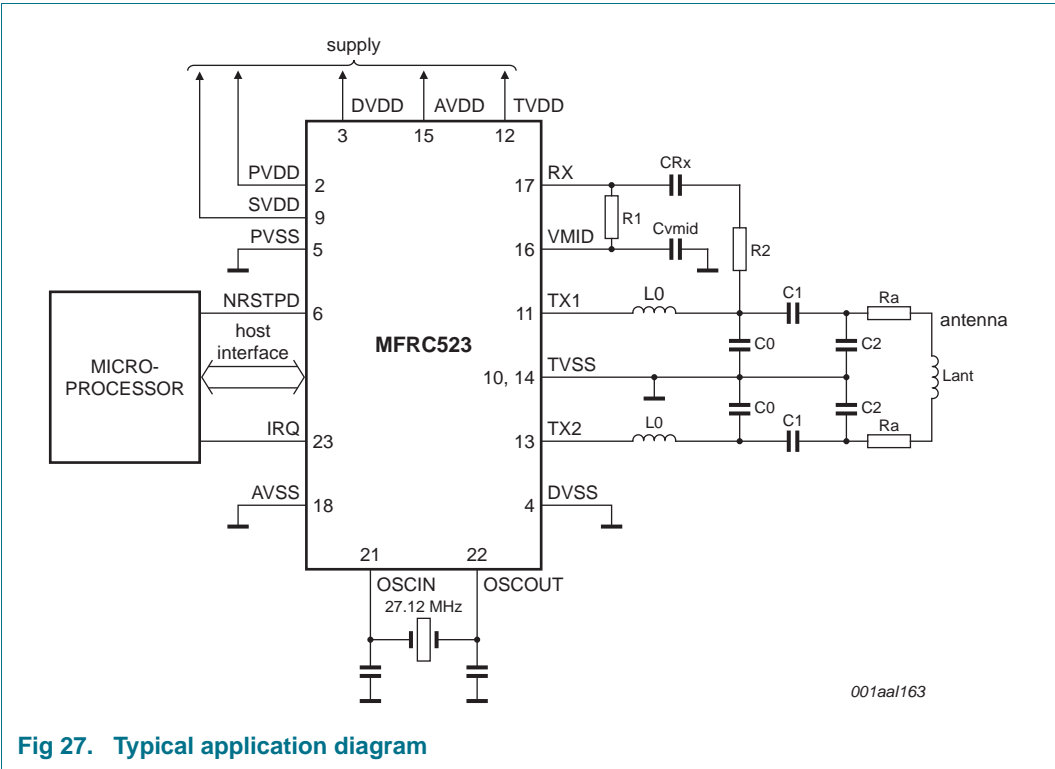 supply
DVDD AVDD TVDD
3 15 12
PVDD 2
SVDD 9
PVSS 5
NRSTPD 6
host
interface
MICRO-
PROCESSOR
IRQ 23
AVSS 18
MFRC523
17 RX
CRx
R1
16 VMID
Cvmid
R2
11 TX1
L0
C1
Ra
antenna
C0
C2
10, 14 TVSS
Lant
C0
C2
13 TX2
L0
C1
Ra
4 DVSS
21 22
OSCIN OSCOUT
27.12 MHz
001aal163
Fig 27. Typical application diagram